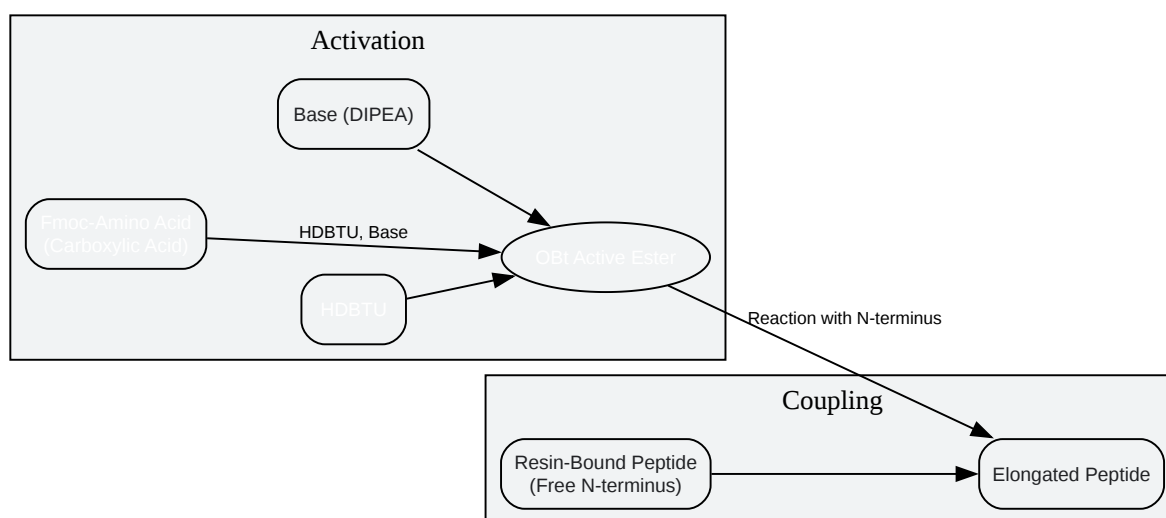 Activation
Base (DIPEA)
Fmoc-Amino Acid
(Carboxylic Acid)
HDBTU, Base
OBt Active Ester
HDBTU
Reaction with N-terminus
Coupling
Resin-Bound Peptide
(Free N-terminus)
Elongated Peptide